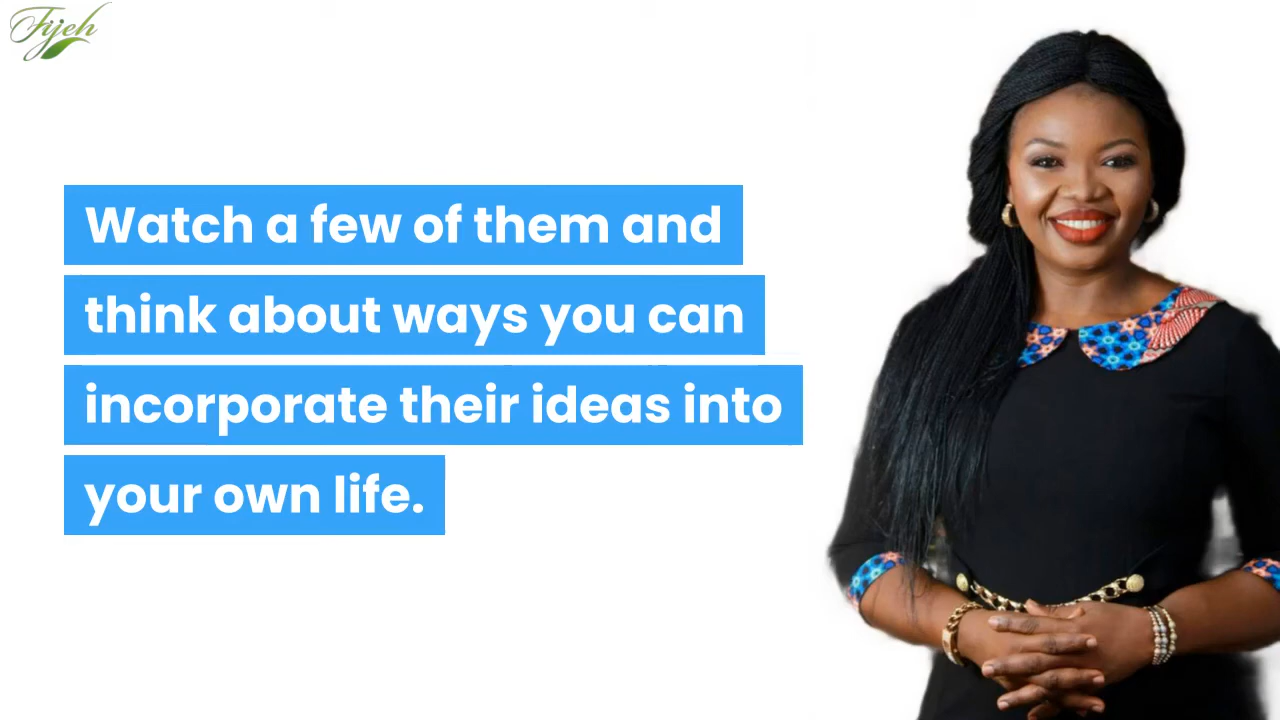 Fijeh
Watch a few of them and
think about ways you can
incorporate their ideas into
your own life.